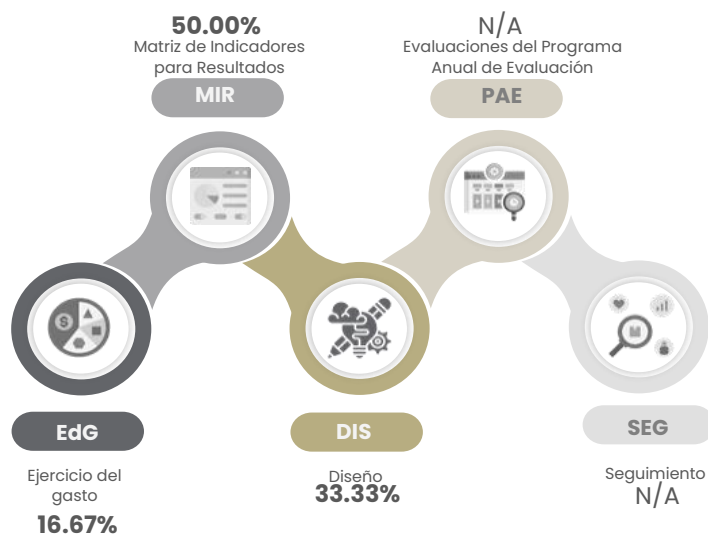 50.00%
Matriz de Indicadores
para Resultados
MIR
N/A
Evaluaciones del Programa
Anual de Evaluación
PAE
EdG
Ejercicio del
gasto
16.67%
DIS
Diseño
33.33%
SEG
Seguimiento
N/A